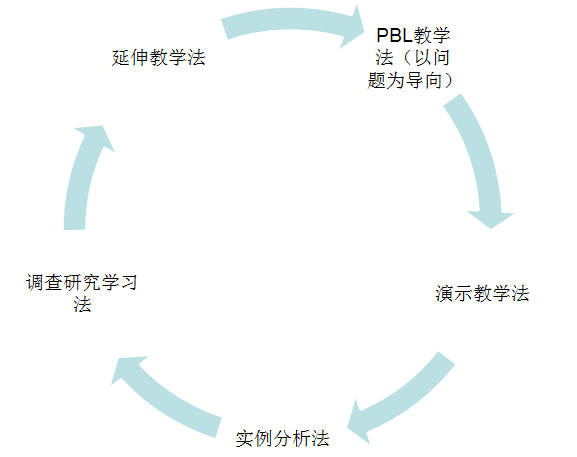 延伸教学法
PBL教学
法（以问
题为导向）
演示教学法
实例分析法
调查研究学习
法